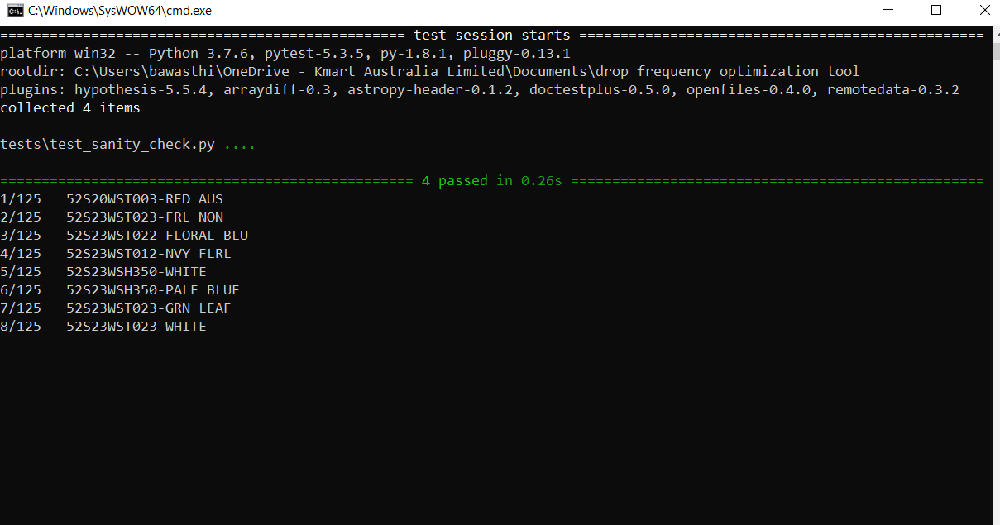 C:\Windows\SysWOW64\cmd.exe
================================================= test session starts =================================================
platform win32 -- Python 3.7.6, pytest-5.3.5, py-1.8.1, pluggy-0.13.1
rootdir: C:\Users\bawasthi\OneDrive - Kmart Australia Limited\Documents\drop_frequency_optimization_tool
plugins: hypothesis-5.5.4, arraydiff-0.3, astropy-header-0.1.2, doctestplus-0.5.0, openfiles-0.4.0, remotedata-0.3.2
collected 4 items
tests\test_sanity_check.py ....
================================================== 4 passed in 0.26s ==================================================
1/125   52S20WST003-RED AUS
2/125   52S23WST023-FRL NON
3/125   52S23WST022-FLORAL BLU
4/125   52S23WST012-NVY FLRL
5/125   52S23WSH350-WHITE
6/125   52S23WSH350-PALE BLUE
7/125   52S23WST023-GRN LEAF
8/125   52S23WST023-WHITE